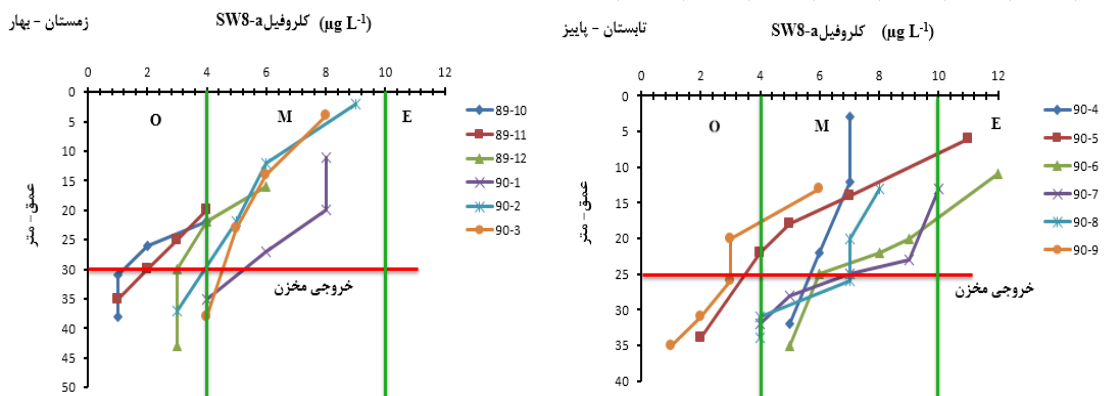 زمستان - بهار
کلروفیل SW8-a (µg L-1)
0 2 4 6 8 10 12
0
5
10
15
20
25
30
35
40
45
50
عمق - متر
O M E
خروجی مخزن
89-10
89-11
89-12
90-1
90-2
90-3
تابستان - پاییز
کلروفیل SW8-a (µg L-1)
0 2 4 6 8 10 12
0
5
10
15
20
25
30
35
40
عمق - متر
O M E
خروجی مخزن
90-4
90-5
90-6
90-7
90-8
90-9